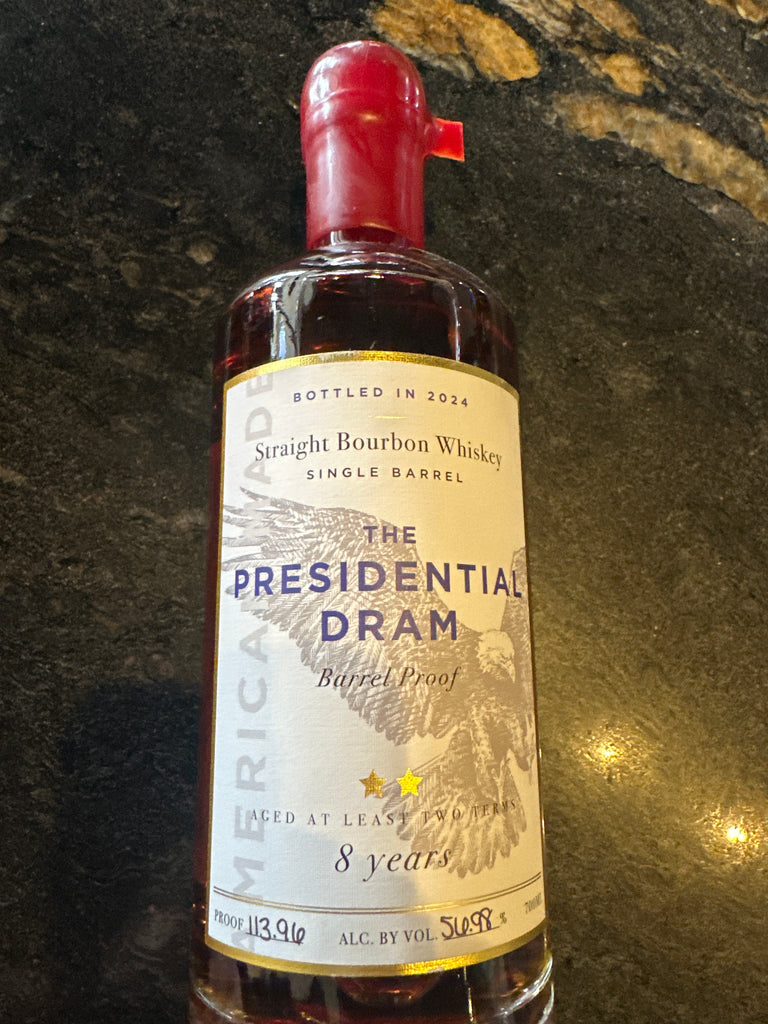 BOTTLED IN 2024
Straight Bourbon Whiskey
SINGLE BARREL
THE
PRESIDENTIAL
DRAM
Barrel Proof
AGED AT LEAST TWO TERMS
8 years
PROOF 113.96 ALC. BY VOL. 56.98 % 700ML
AMERICAN MADE